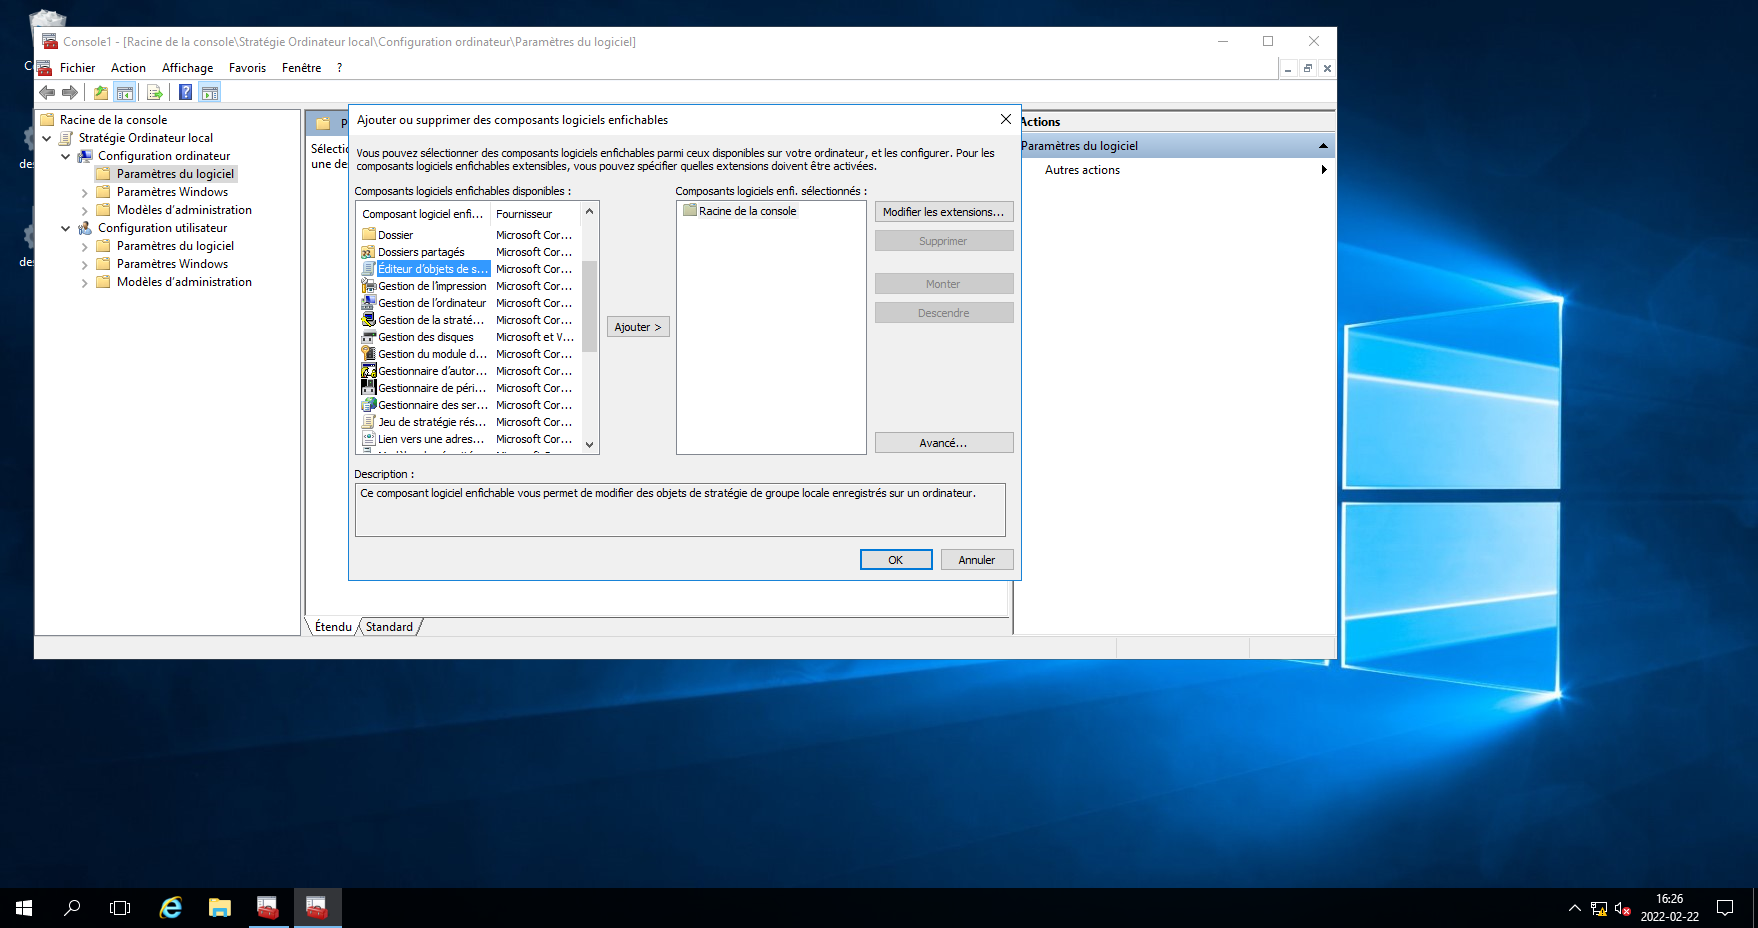 Console1 - [Racine de la console\Stratégie Ordinateur local\Configuration ordinateur\Paramètres du logiciel]
Fichier Action Affichage Favoris Fenêtre ?
Racine de la console
Stratégie Ordinateur local
Configuration ordinateur
Paramètres du logiciel
Paramètres Windows
Modèles d'administration
Configuration utilisateur
Paramètres du logiciel
Paramètres Windows
Modèles d'administration
Sélectio
une de
Étendu
Standard
Ajouter ou supprimer des composants logiciels enfichables
Vous pouvez sélectionner des composants logiciels enfichables parmi ceux disponibles sur votre ordinateur, et les configurer. Pour les
composants logiciels enfichables extensibles, vous pouvez spécifier quelles extensions doivent être activées.
Composants logiciels enfichables disponibles :
Composant logiciel enfi... Fournisseur
Dossier Microsoft Cor...
Dossiers partagés Microsoft Cor...
Éditeur d'objets de s... Microsoft Cor...
Gestion de l'impression Microsoft Cor...
Gestion de l'ordinateur Microsoft Cor...
Gestion de la straté... Microsoft Cor...
Gestion des disques Microsoft et V...
Gestion du module d... Microsoft Cor...
Gestionnaire d'autor... Microsoft Cor...
Gestionnaire de péri... Microsoft Cor...
Gestionnaire des ser... Microsoft Cor...
Jeu de stratégie rés... Microsoft Cor...
Lien vers une adres... Microsoft Cor...
Ajouter >
Composants logiciels enfi. sélectionnés :
Racine de la console
Modifier les extensions...
Supprimer
Monter
Descendre
Avancé...
Description :
Ce composant logiciel enfichable vous permet de modifier des objets de stratégie de groupe locale enregistrés sur un ordinateur.
OK
Annuler
Actions
Paramètres du logiciel
Autres actions
16:26
2022-02-22